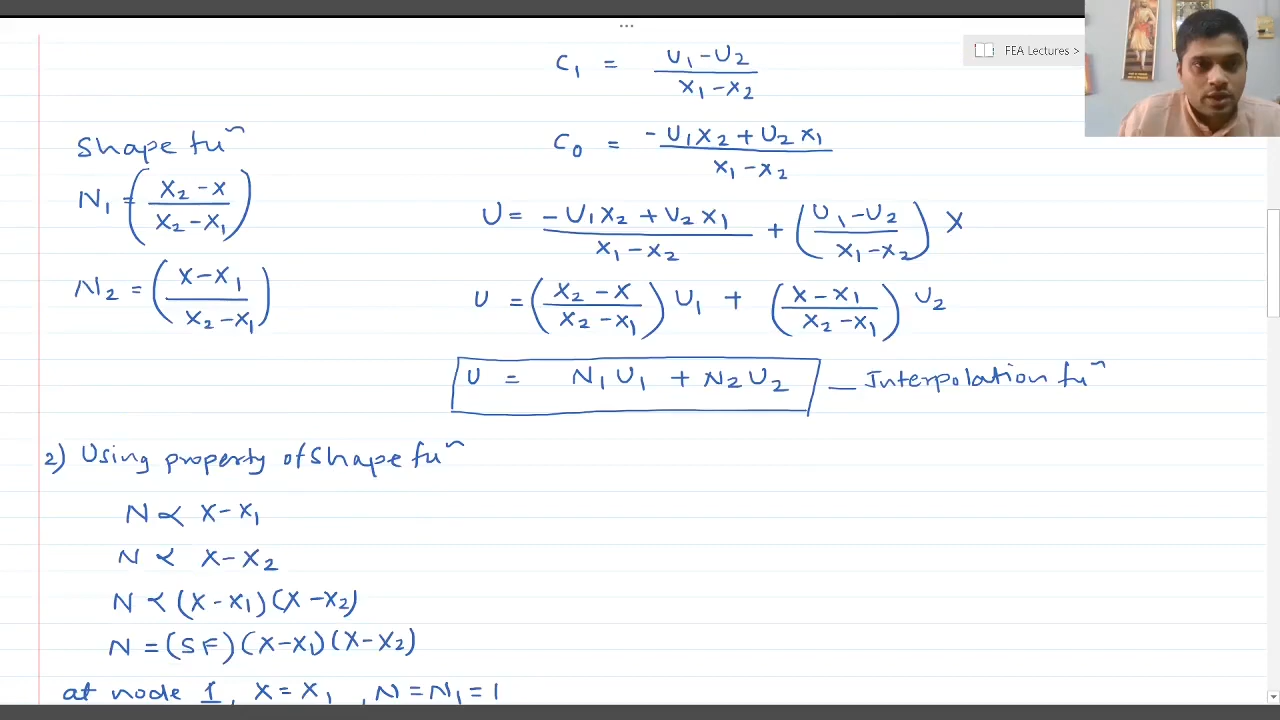 FEA Lectures >
C₁ = (U₁ - U₂) / (x₁ - x₂)
C₀ = (-U₁x₂ + U₂x₁) / (x₁ - x₂)
Shape fuⁿ
N₁ = ((x₂ - x) / (x₂ - x₁))
N₂ = ((x - x₁) / (x₂ - x₁))
U = (-U₁x₂ + U₂x₁) / (x₁ - x₂) + ((U₁ - U₂) / (x₁ - x₂)) x
U = ((x₂ - x) / (x₂ - x₁)) U₁ + ((x - x₁) / (x₂ - x₁)) U₂
U = N₁U₁ + N₂U₂ — Interpolation fuⁿ
2) Using property of shape fuⁿ
N ∝ x - x₁
N ∝ x - x₂
N ∝ (x - x₁)(x - x₂)
N = (SF)(x - x₁)(x - x₂)
at node 1, x = x₁, N = N₁ = 1